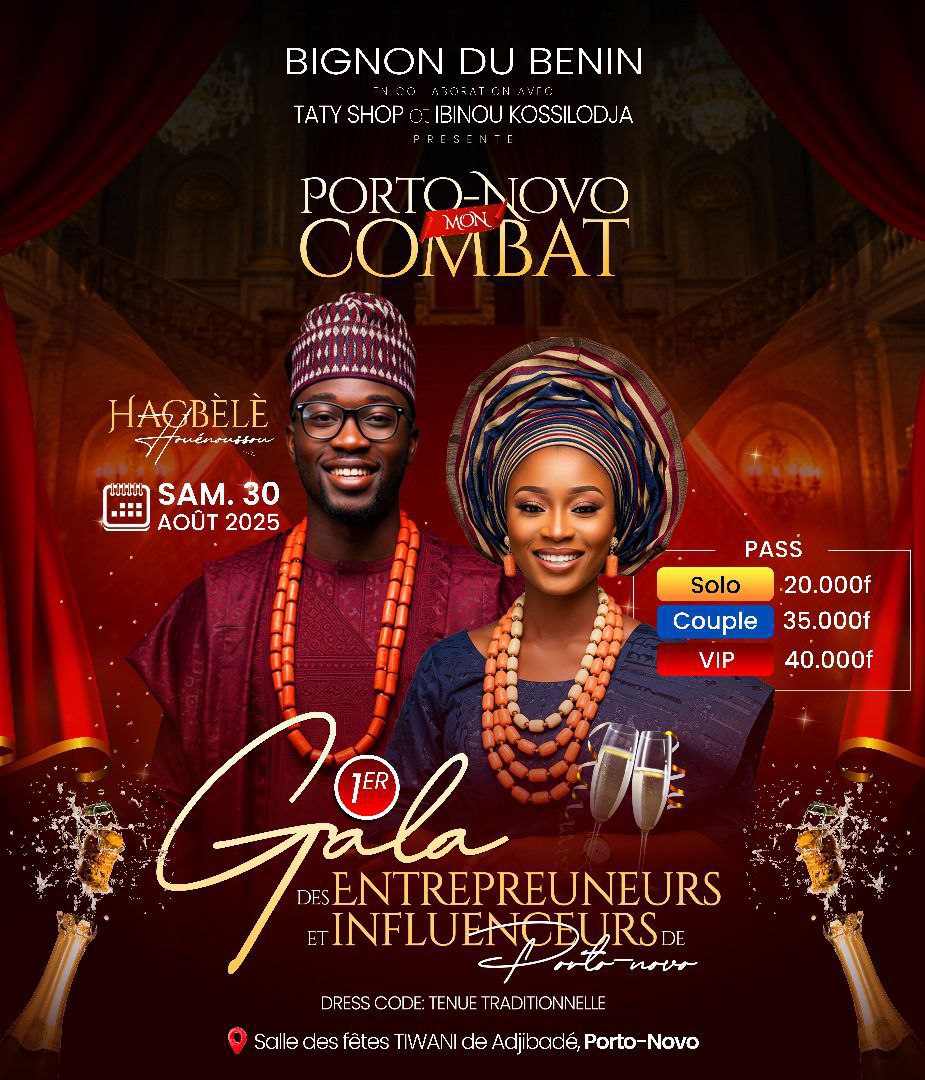 BIGNON DU BENIN
EN COLLABORATION AVEC
TATY SHOP et IBINOU KOSSILODJA
PRESENTE
PORTO-NOVO
MON
COMBAT
HAGBÈLÈ
Houénoussou
SAM. 30
AOÛT 2025
PASS
Solo 20.000f
Couple 35.000f
VIP 40.000f
1ER
Gala
DES ENTREPREUNEURS
ET INFLUENCEURS DE
Porto-novo
DRESS CODE: TENUE TRADITIONNELLE
Salle des fêtes TIWANI de Adjibadé, Porto-Novo